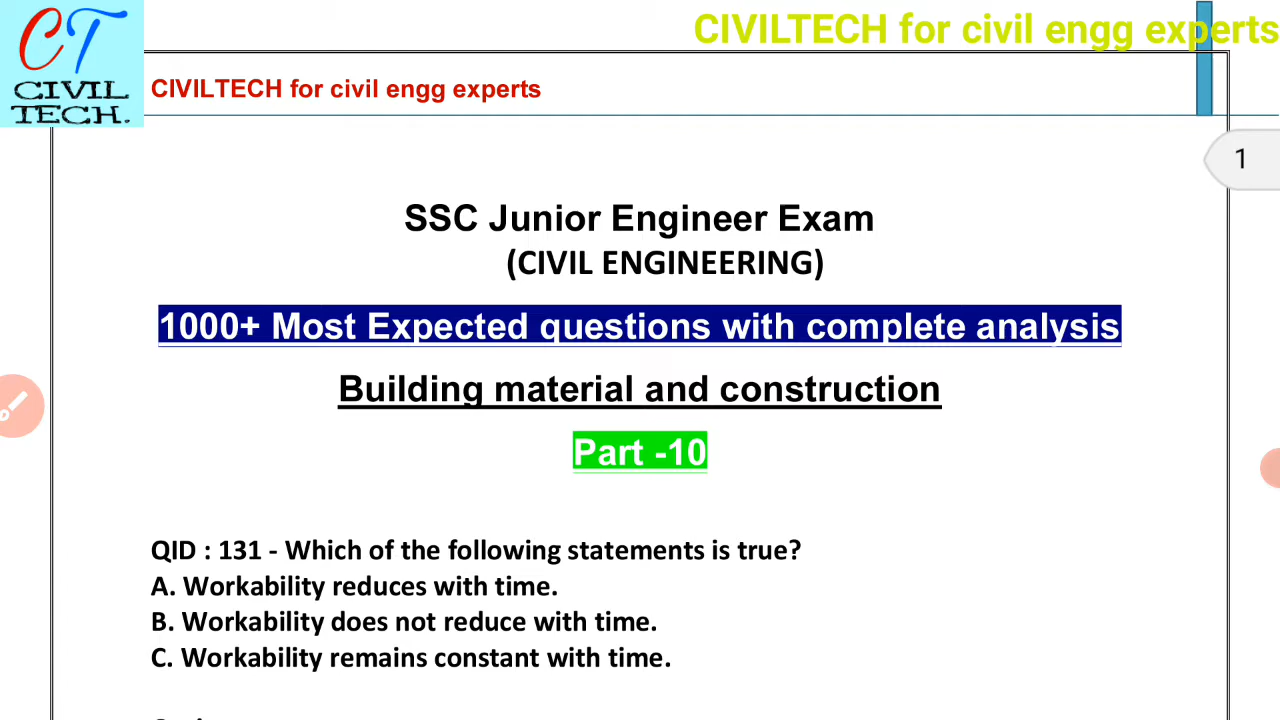 CT
CIVIL
TECH.
CIVILTECH for civil engg experts
CIVILTECH for civil engg experts
1
SSC Junior Engineer Exam
(CIVIL ENGINEERING)
1000+ Most Expected questions with complete analysis
Building material and construction
Part -10
QID : 131 - Which of the following statements is true?
A. Workability reduces with time.
B. Workability does not reduce with time.
C. Workability remains constant with time.